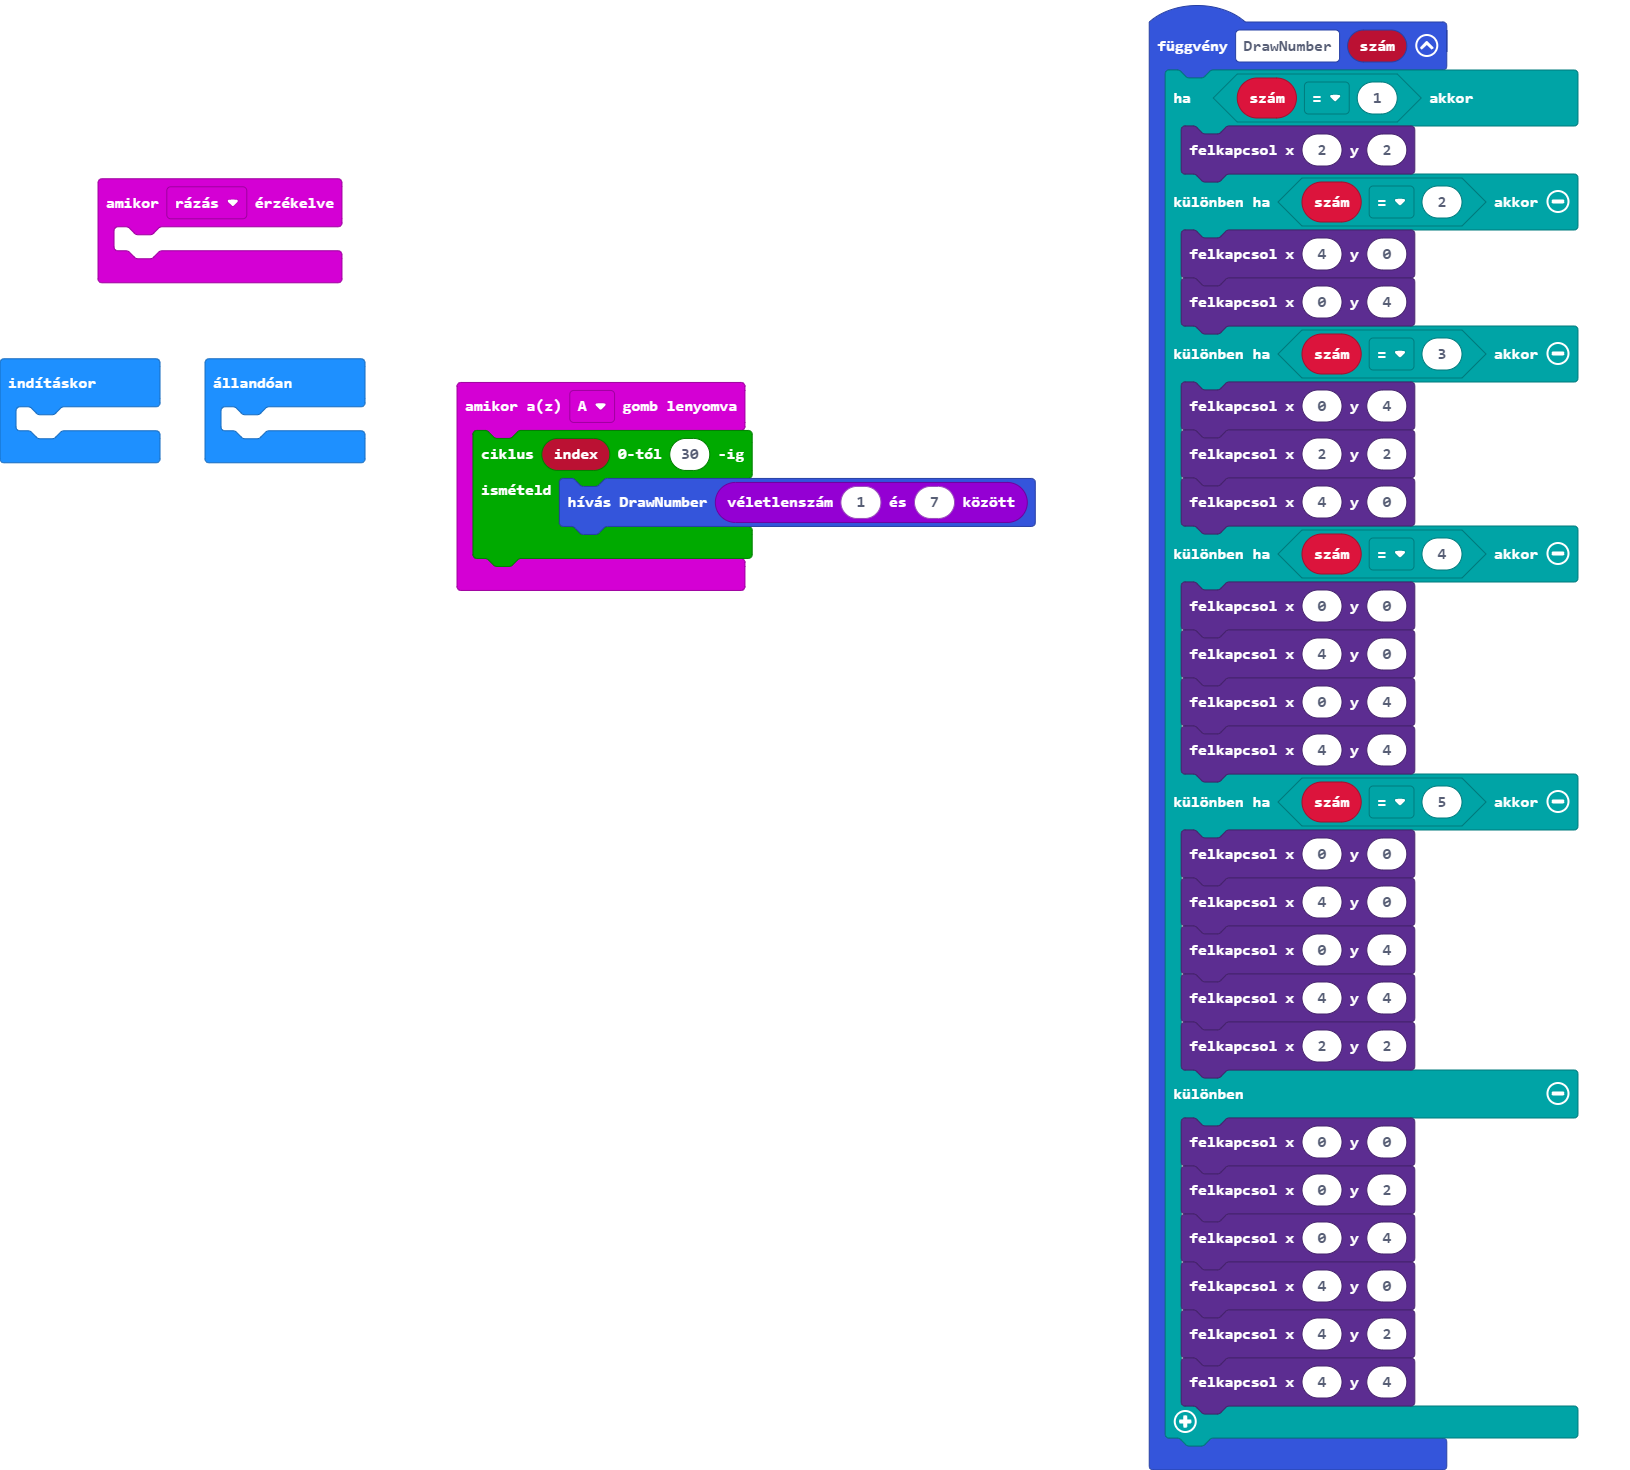 amikor rázás érzékelve
indításkor
állandóan
amikor a(z) A gomb lenyomva
ciklus index 0-tól 30 -ig
ismételd
hívás DrawNumber véletlenszám 1 és 7 között
függvény DrawNumber szám
ha szám = 1 akkor
felkapcsol x 2 y 2
különben ha szám = 2 akkor
felkapcsol x 4 y 0
felkapcsol x 0 y 4
különben ha szám = 3 akkor
felkapcsol x 0 y 4
felkapcsol x 2 y 2
felkapcsol x 4 y 0
különben ha szám = 4 akkor
felkapcsol x 0 y 0
felkapcsol x 4 y 0
felkapcsol x 0 y 4
felkapcsol x 4 y 4
különben ha szám = 5 akkor
felkapcsol x 0 y 0
felkapcsol x 4 y 0
felkapcsol x 0 y 4
felkapcsol x 4 y 4
felkapcsol x 2 y 2
különben
felkapcsol x 0 y 0
felkapcsol x 0 y 2
felkapcsol x 0 y 4
felkapcsol x 4 y 0
felkapcsol x 4 y 2
felkapcsol x 4 y 4